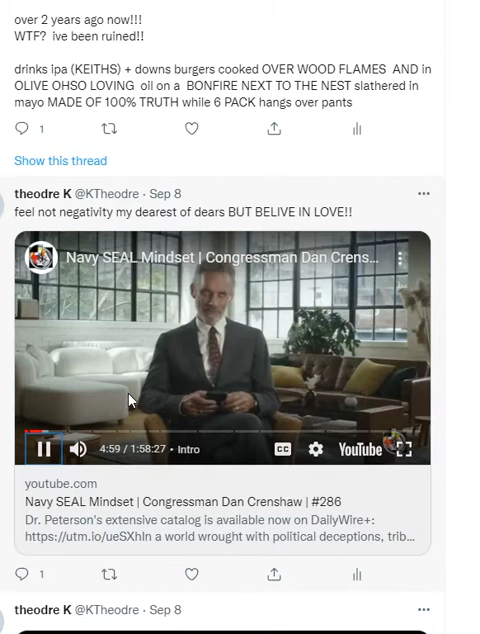 over 2 years ago now!!!
WTF? ive been ruined!!
drinks ipa (KEITHS) + downs burgers cooked OVER WOOD FLAMES AND in
OLIVE OHSO LOVING oil on a BONFIRE NEXT TO THE NEST slathered in
mayo MADE OF 100% TRUTH while 6 PACK hangs over pants
1
Show this thread
theodre K @KTheodre · Sep 8 ...
feel not negativity my dearest of dears BUT BELIVE IN LOVE!!
Navy SEAL Mindset | Congressman Dan Crens...
4:59 / 1:58:27 • Intro
CC
YouTube
youtube.com
Navy SEAL Mindset | Congressman Dan Crenshaw | #286
Dr. Peterson's extensive catalog is available now on DailyWire+:
https://utm.io/ueSXhIn a world wrought with political deceptions, trib...
1
theodre K @KTheodre · Sep 8 ...